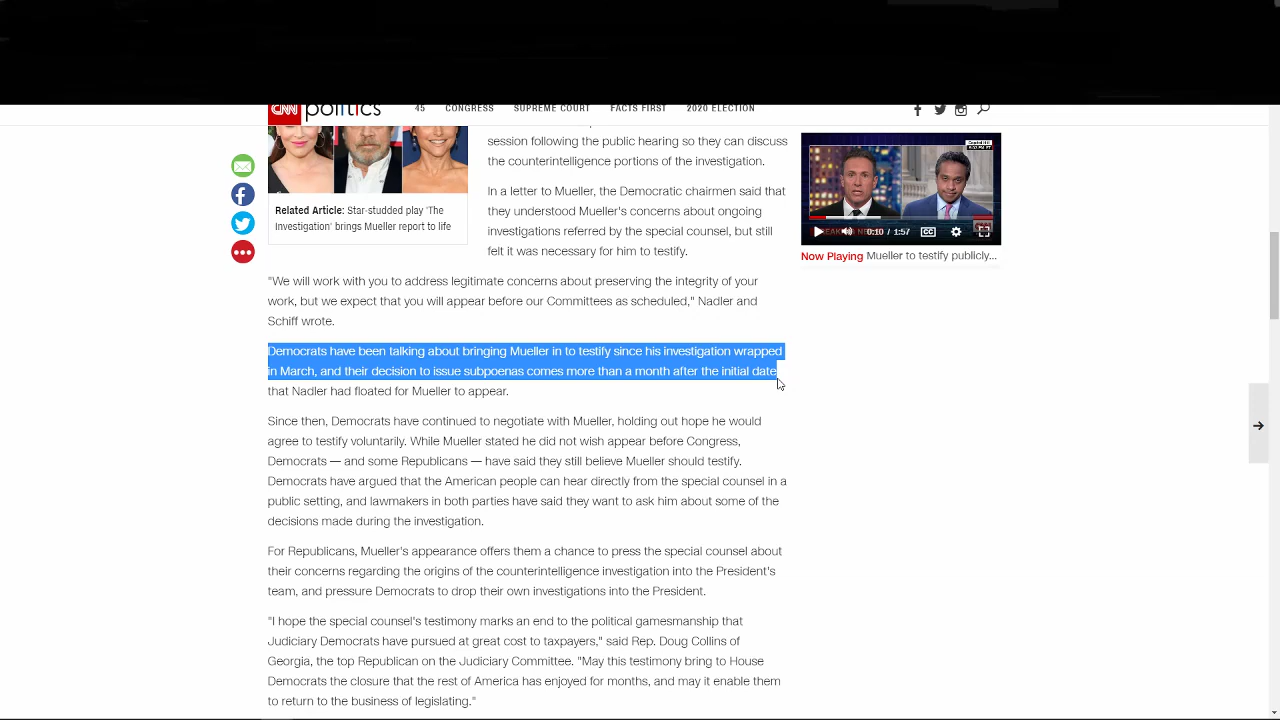 CNN politics 45 CONGRESS SUPREME COURT FACTS FIRST 2020 ELECTION
session following the public hearing so they can discuss
the counterintelligence portions of the investigation.
In a letter to Mueller, the Democratic chairmen said that
they understood Mueller's concerns about ongoing
investigations referred by the special counsel, but still
felt it was necessary for him to testify.
Related Article: Star-studded play 'The
Investigation' brings Mueller report to life
"We will work with you to address legitimate concerns about preserving the integrity of your
work, but we expect that you will appear before our Committees as scheduled," Nadler and
Schiff wrote.
Democrats have been talking about bringing Mueller in to testify since his investigation wrapped
in March, and their decision to issue subpoenas comes more than a month after the initial date
that Nadler had floated for Mueller to appear.
Since then, Democrats have continued to negotiate with Mueller, holding out hope he would
agree to testify voluntarily. While Mueller stated he did not wish appear before Congress,
Democrats — and some Republicans — have said they still believe Mueller should testify.
Democrats have argued that the American people can hear directly from the special counsel in a
public setting, and lawmakers in both parties have said they want to ask him about some of the
decisions made during the investigation.
For Republicans, Mueller's appearance offers them a chance to press the special counsel about
their concerns regarding the origins of the counterintelligence investigation into the President's
team, and pressure Democrats to drop their own investigations into the President.
"I hope the special counsel's testimony marks an end to the political gamesmanship that
Judiciary Democrats have pursued at great cost to taxpayers," said Rep. Doug Collins of
Georgia, the top Republican on the Judiciary Committee. "May this testimony bring to House
Democrats the closure that the rest of America has enjoyed for months, and may it enable them
to return to the business of legislating."
Capitol Hill
0:10 / 1:57 CC
Now Playing Mueller to testify publicly...